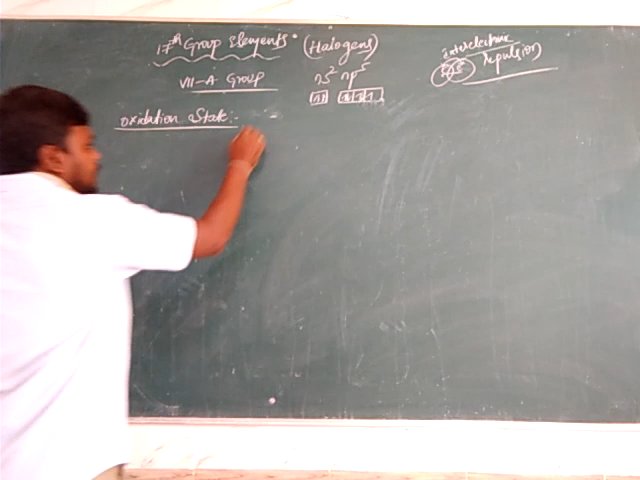 17th Group Elements (Halogens)
VII-A Group
ns² np⁵
Oxidation State:-
interelectronic
repulsion